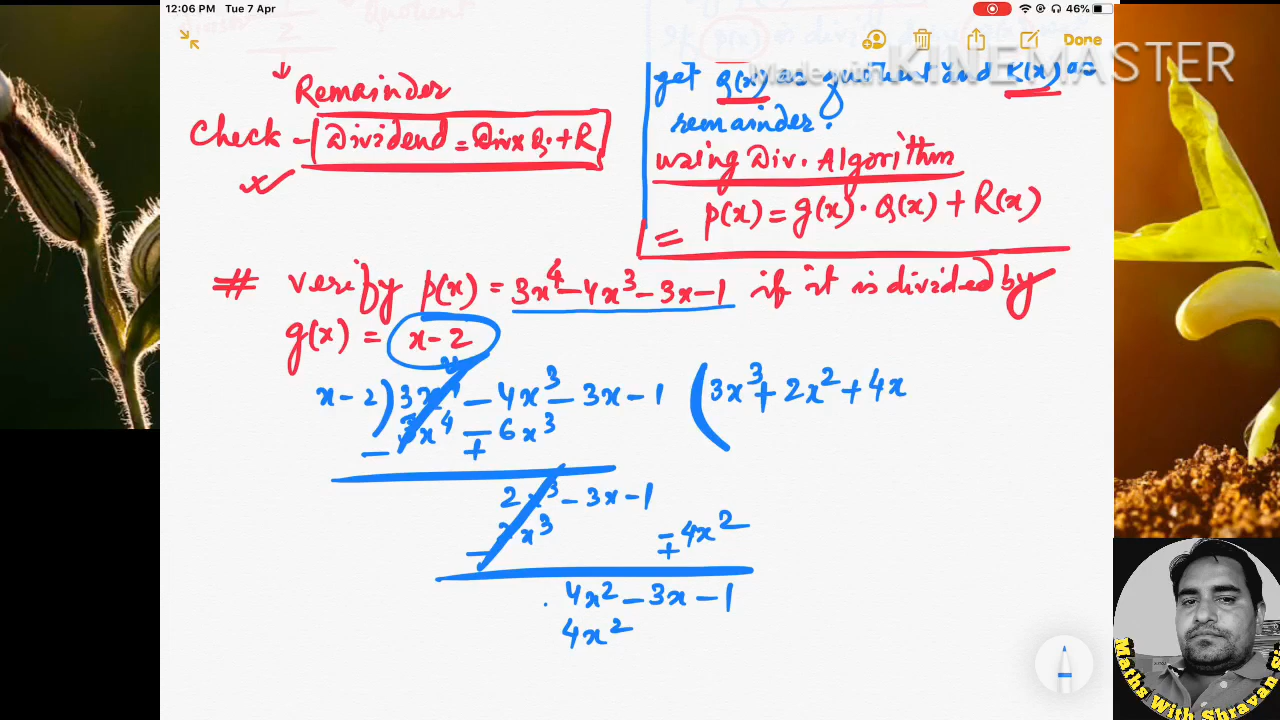 12:06 PM Tue 7 Apr
46%
Done
Made with KINEMASTER
Remainder
Check - Dividend = Div x Q + R
get Q(x) as quotient and R(x) as
remainder.
using Div. Algorithm
p(x) = g(x) · Q(x) + R(x)
# verify p(x) = 3x⁴ - 4x³ - 3x - 1 if it is divided by
g(x) = x - 2
x - 2 ) 3x⁴ - 4x³ - 3x - 1 ( 3x³ + 2x² + 4x
3x⁴ ∓ 6x³
2x³ - 3x - 1
2x³ ∓ 4x²
4x² - 3x - 1
4x²
Maths With Shravan